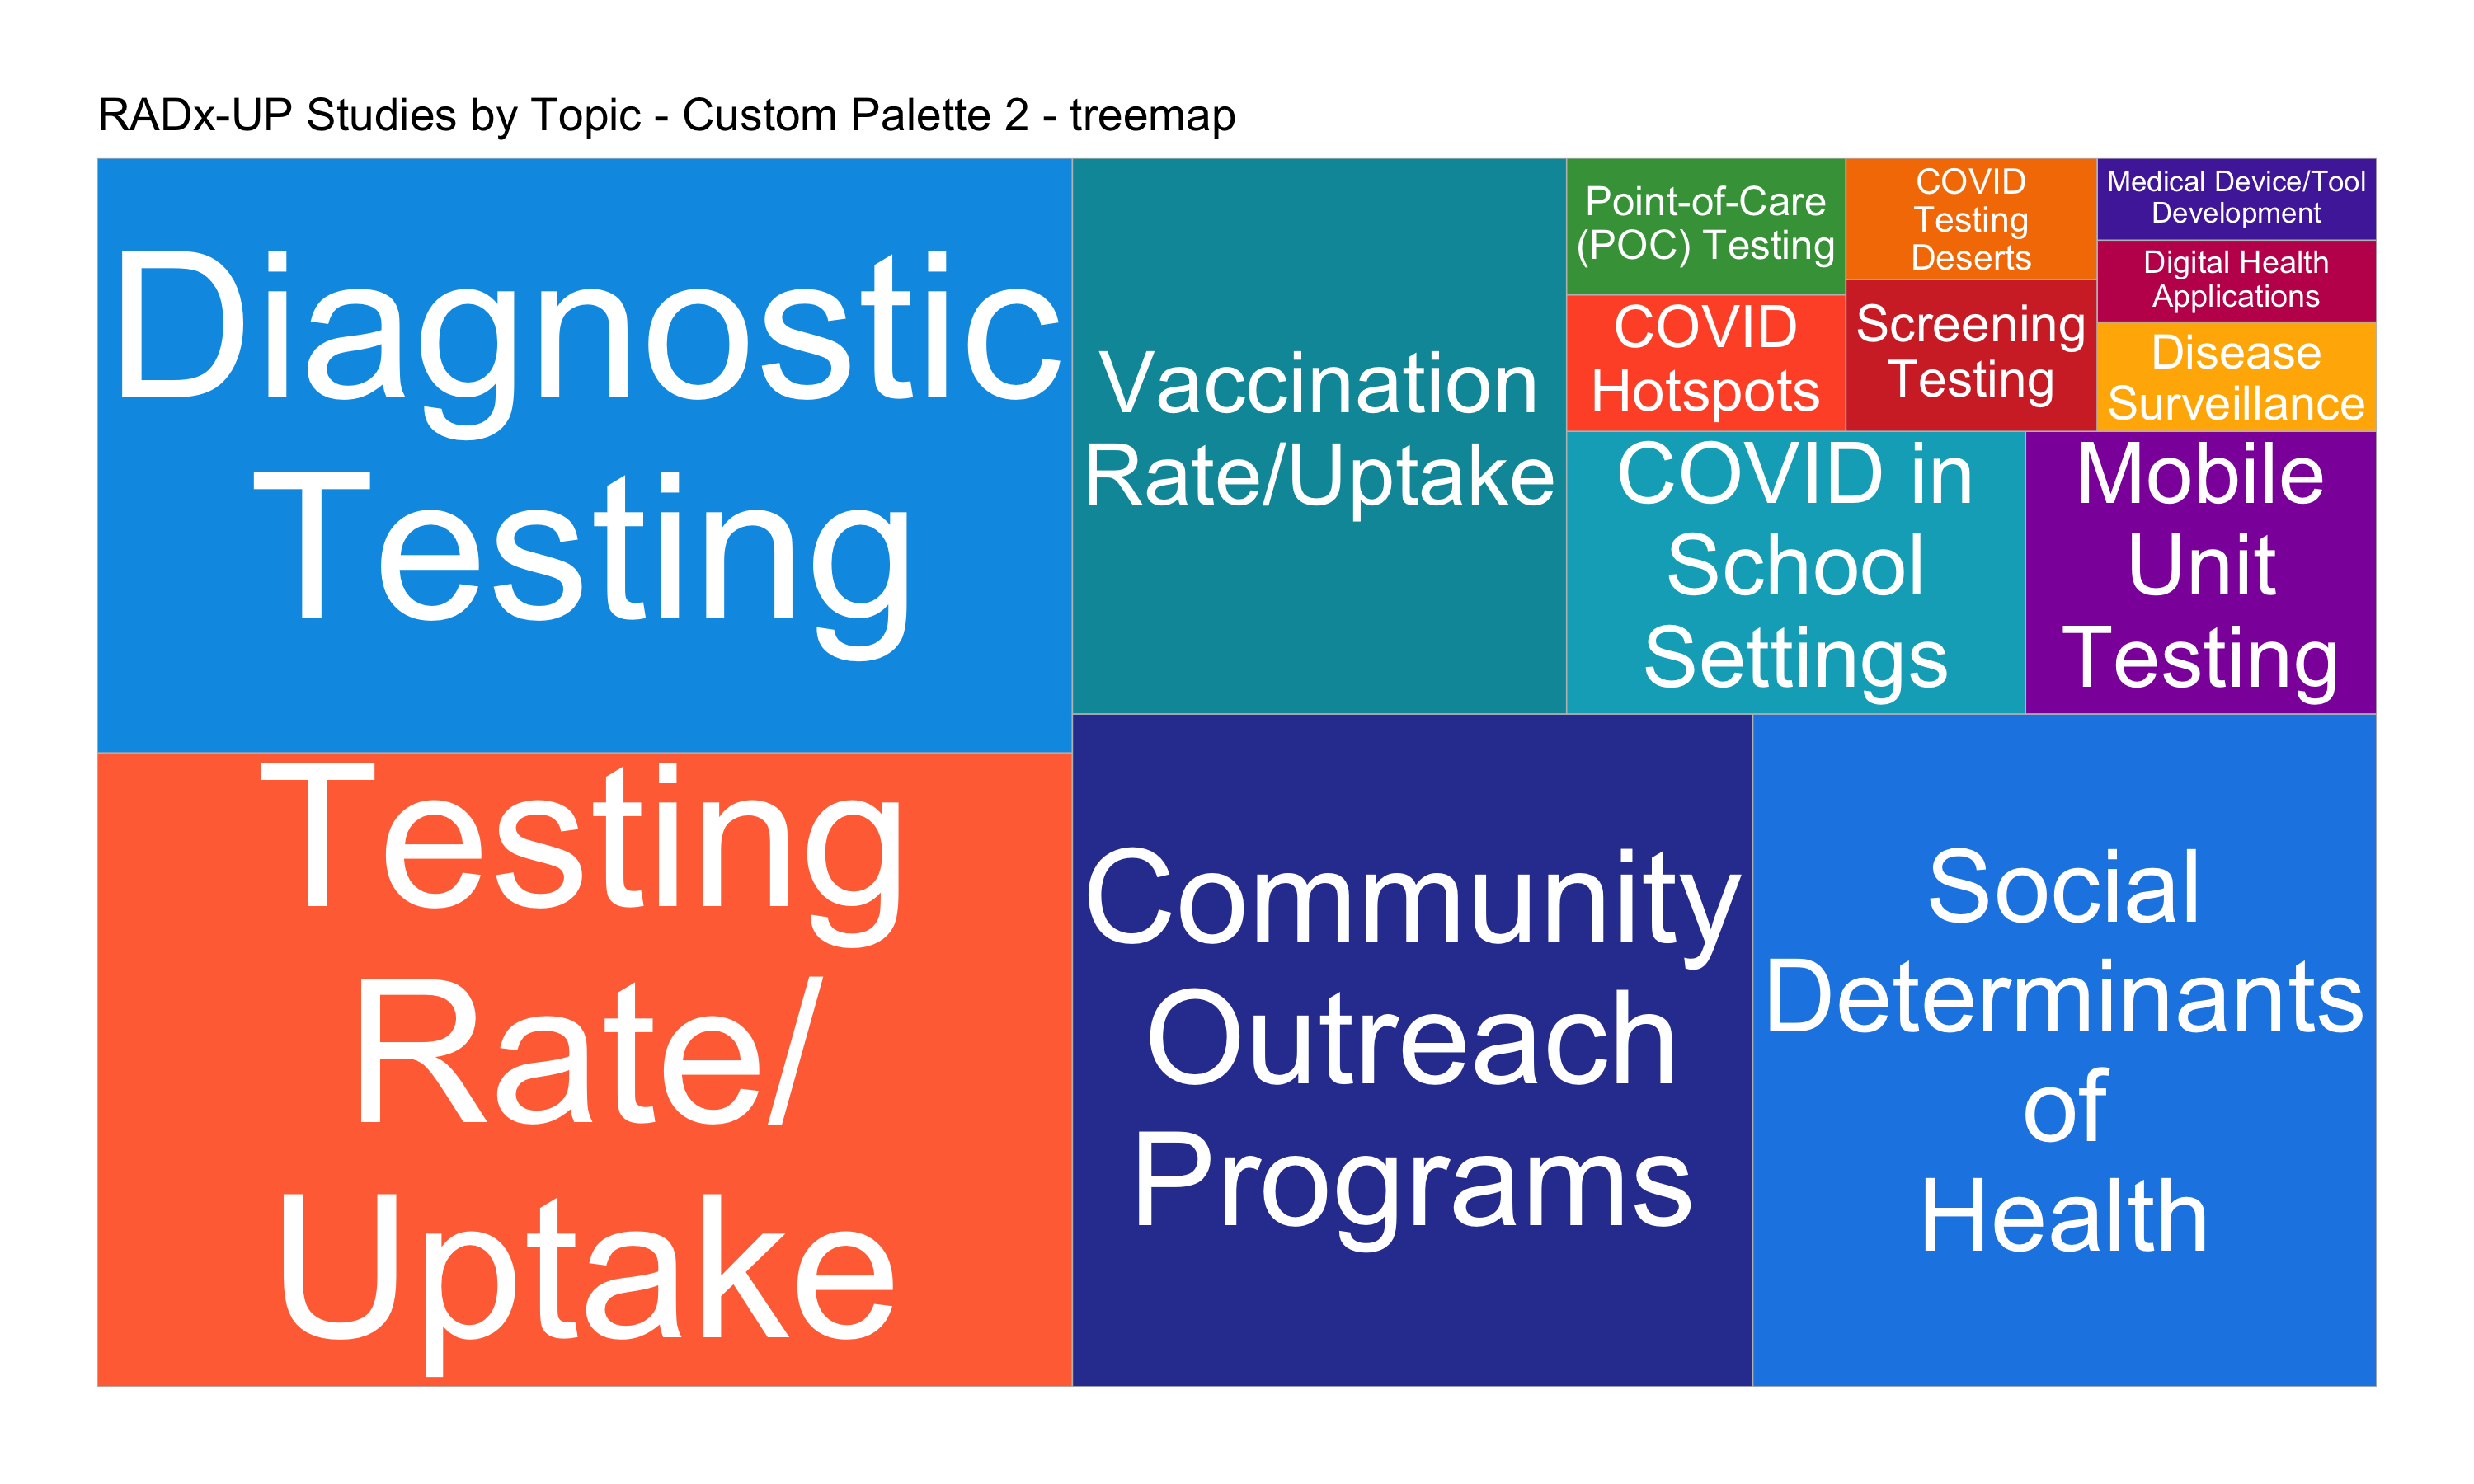 RADx-UP Studies by Topic - Custom Palette 2 - treemap
Diagnostic
Testing
Testing
Rate/
Uptake
Vaccination
Rate/Uptake
Community
Outreach
Programs
Social
Determinants
of
Health
Point-of-Care
(POC) Testing
COVID
Hotspots
COVID
Testing
Deserts
Screening
Testing
Medical Device/Tool
Development
Digital Health
Applications
Disease
Surveillance
COVID in
School
Settings
Mobile
Unit
Testing